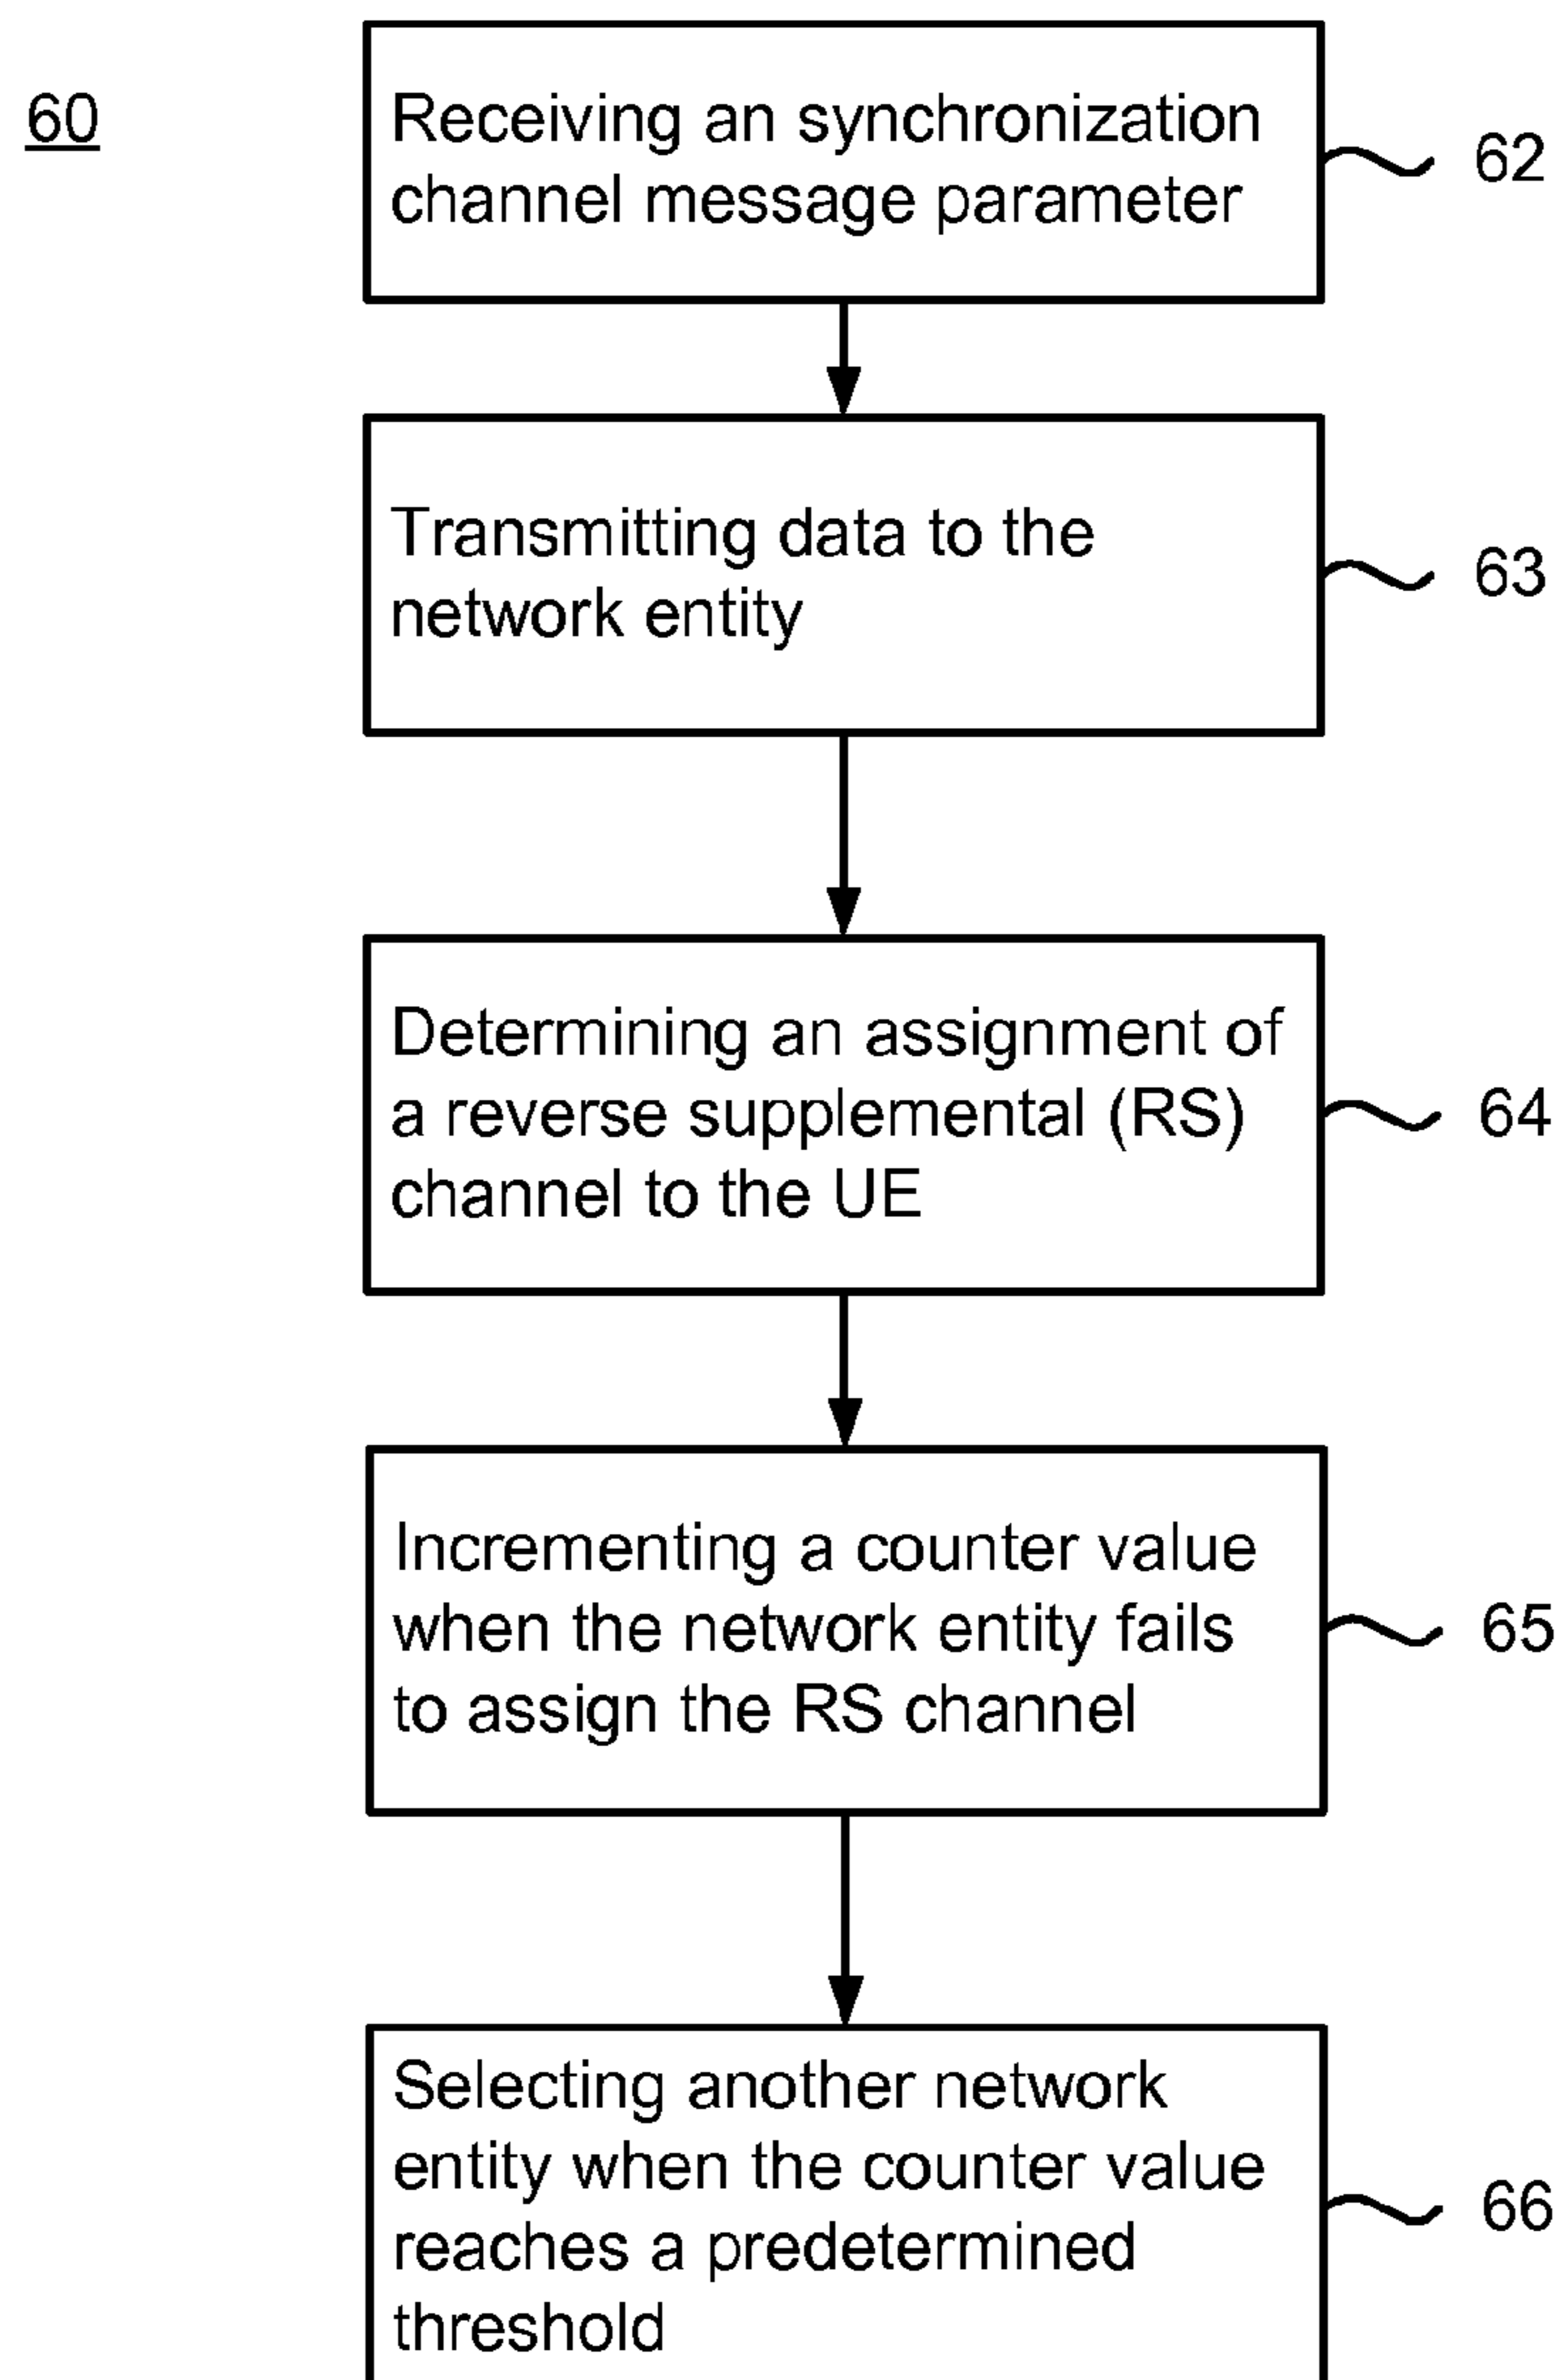 60
Receiving an synchronization
channel message parameter
62
Transmitting data to the
network entity
63
Determining an assignment of
a reverse supplemental (RS)
channel to the UE
64
Incrementing a counter value
when the network entity fails
to assign the RS channel
65
Selecting another network
entity when the counter value
reaches a predetermined
threshold
66